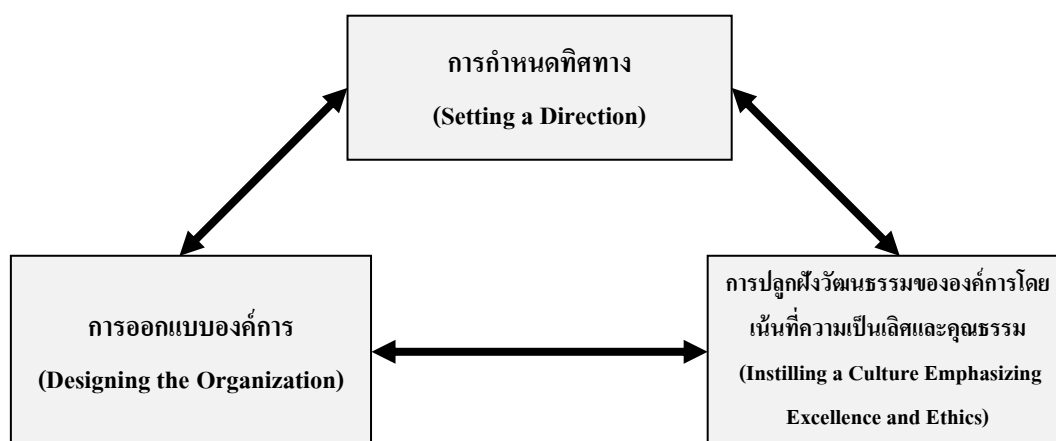 การกำหนดทิศทาง
(Setting a Direction)
การออกแบบองค์การ
(Designing the Organization)
การปลูกฝังวัฒนธรรมขององค์การโดย
เน้นที่ความเป็นเลิศและคุณธรรม
(Instilling a Culture Emphasizing
Excellence and Ethics)